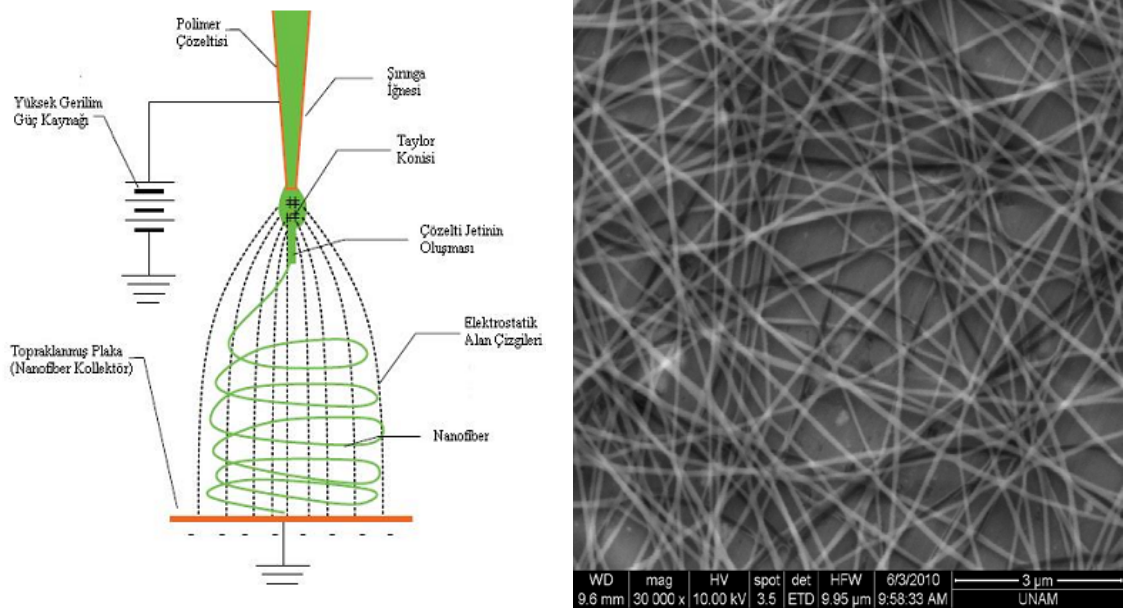 Polimer
Çözeltisi
Şırınga
İğnesi
Yüksek Gerilim
Güç Kaynağı
Taylor
Konisi
Çözelti Jetinin
Oluşması
Elektrostatik
Alan Çizgileri
Topraklanmış Plaka
(Nanofiber Kollektör)
Nanofiber
WD mag HV spot det HFW 6/3/2010 3 µm
9.6 mm 30 000 x 10.00 kV 3.5 ETD 9.95 µm 9:58:33 AM UNAM